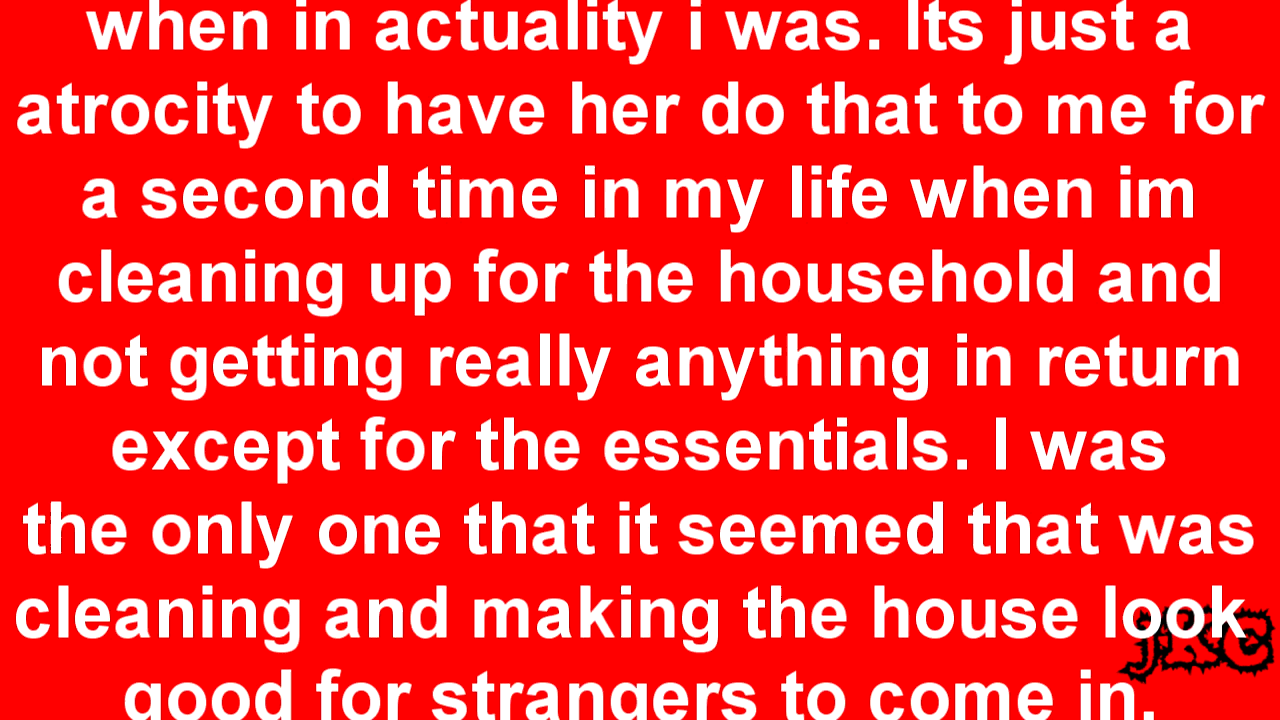 when in actuality i was. Its just a
atrocity to have her do that to me for
a second time in my life when im
cleaning up for the household and
not getting really anything in return
except for the essentials. I was
the only one that it seemed that was
cleaning and making the house look
good for strangers to come in.
JRC